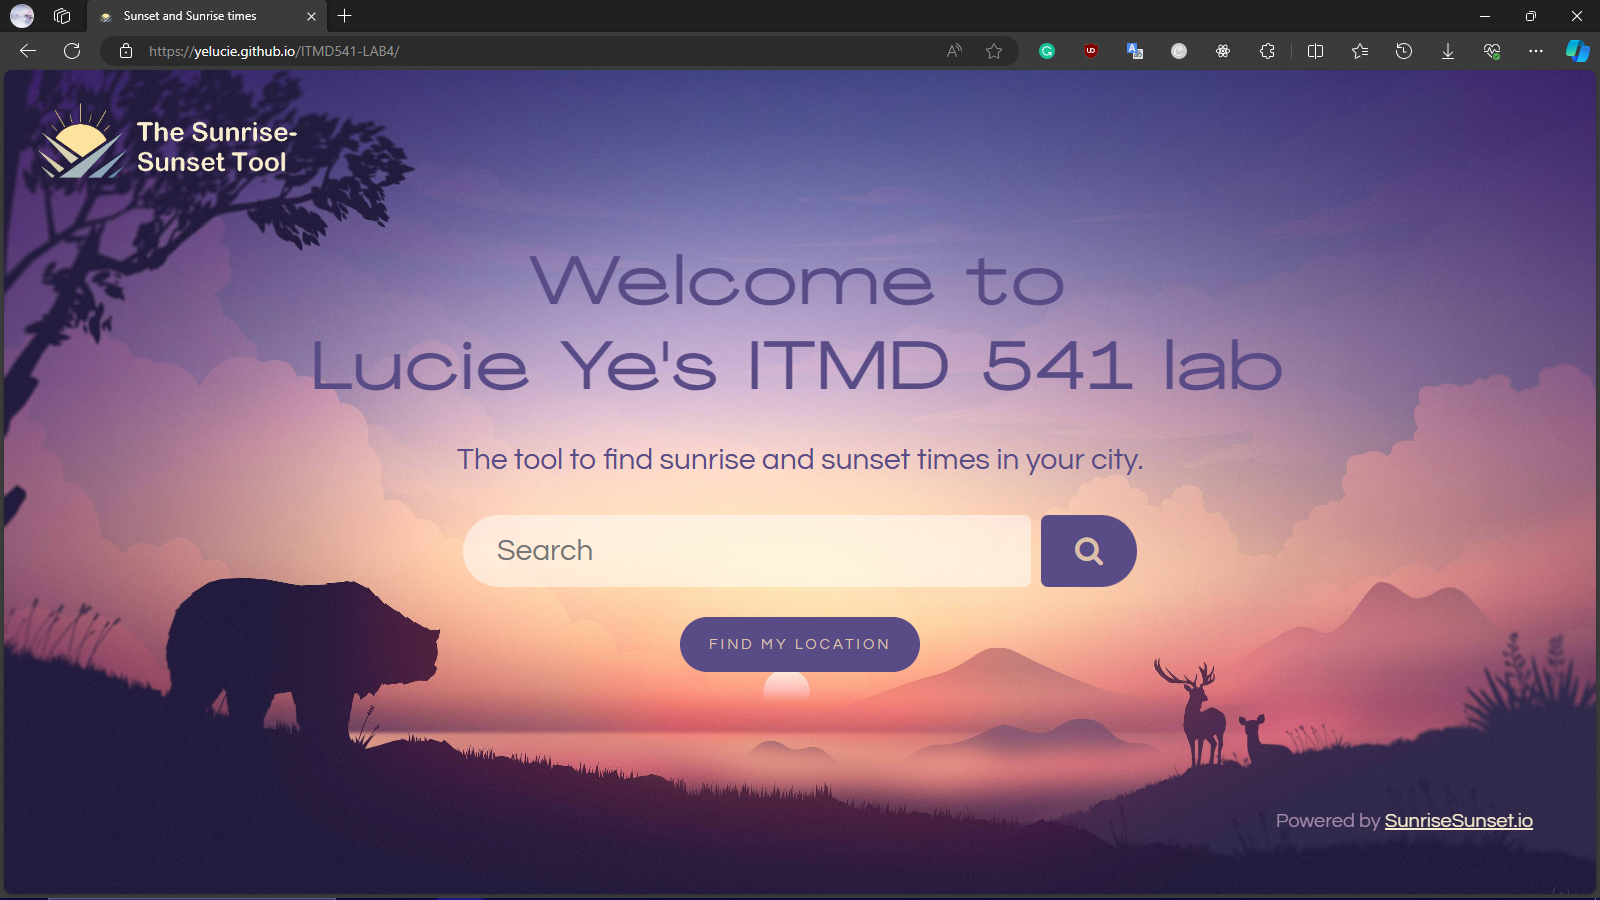 Sunset and Sunrise times
https://yelucie.github.io/ITMD541-LAB4/
The Sunrise-
Sunset Tool
Welcome to
Lucie Ye's ITMD 541 lab
The tool to find sunrise and sunset times in your city.
Search
FIND MY LOCATION
Powered by SunriseSunset.io